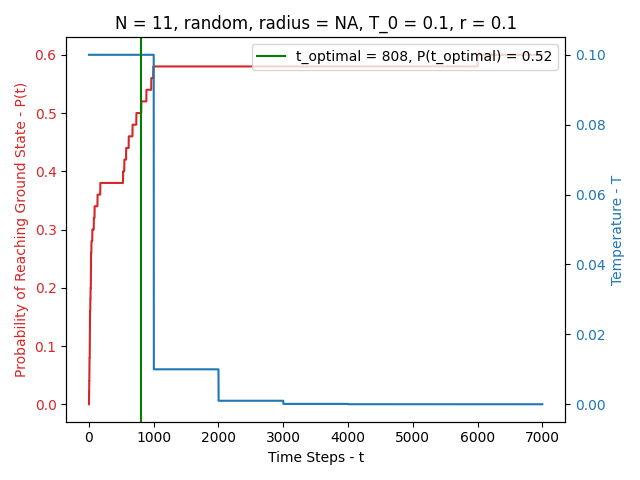 N = 11, random, radius = NA, T_0 = 0.1, r = 0.1
t_optimal = 808, P(t_optimal) = 0.52
Probability of Reaching Ground State - P(t)
0.6
0.5
0.4
0.3
0.2
0.1
0.0
0.10
0.08
0.06
0.04
0.02
0.00
Temperature - T
0 1000 2000 3000 4000 5000 6000 7000
Time Steps - t